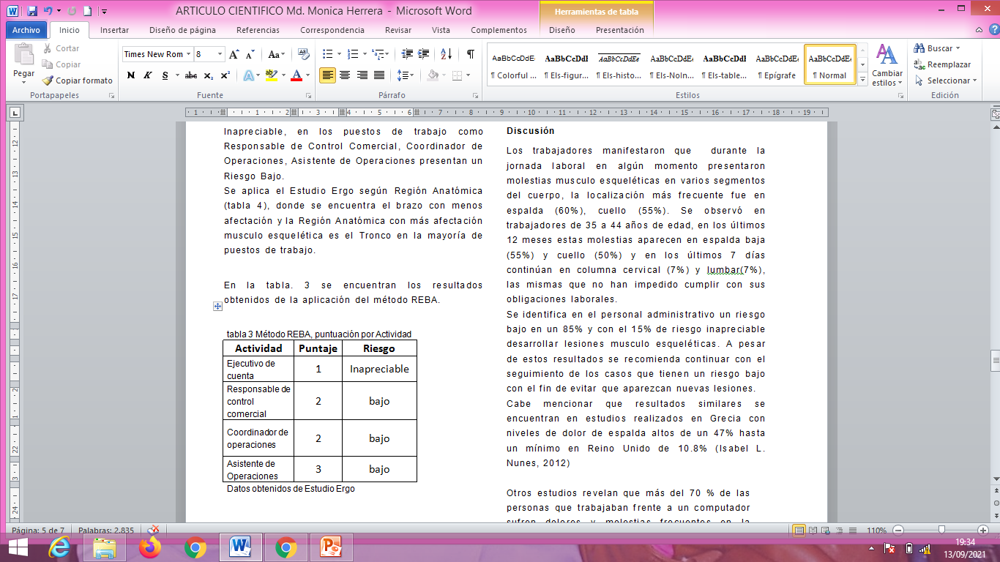 ARTICULO CIENTIFICO Md. Monica Herrera - Microsoft Word
Herramientas de tabla
Archivo Inicio Insertar Diseño de página Referencias Correspondencia Revisar Vista Complementos Diseño Presentación
Pegar
Cortar
Copiar
Copiar formato
Portapapeles
Times New Rom 8
N K S abc x₂ x²
Fuente
Párrafo
AaBbCcDdE AaBbCcDdI AaBbCcDdEe AaBbCcDdI AaBbCcDdI AaBbCcDdE AaBbCcDdE
¶ Colorful ... ¶ Els-figur... ¶ Els-histo... ¶ Els-NoIn... ¶ Els-table... ¶ Epígrafe ¶ Normal
Cambiar estilos
Estilos
Buscar
Reemplazar
Seleccionar
Edición
Inapreciable, en los puestos de trabajo como
Responsable de Control Comercial, Coordinador de
Operaciones, Asistente de Operaciones presentan un
Riesgo Bajo.
Se aplica el Estudio Ergo según Región Anatómica
(tabla 4), donde se encuentra el brazo con menos
afectación y la Región Anatómica con más afectación
musculo esquelética es el Tronco en la mayoría de
puestos de trabajo.
En la tabla. 3 se encuentran los resultados
obtenidos de la aplicación del método REBA.
tabla 3 Método REBA, puntuación por Actividad
Actividad Puntaje Riesgo
Ejecutivo de
cuenta
1 Inapreciable
Responsable de
control
comercial
2 bajo
Coordinador de
operaciones
2 bajo
Asistente de
Operaciones
3 bajo
Datos obtenidos de Estudio Ergo
Discusión
Los trabajadores manifestaron que durante la
jornada laboral en algún momento presentaron
molestias musculo esqueléticas en varios segmentos
del cuerpo, la localización más frecuente fue en
espalda (60%), cuello (55%). Se observó en
trabajadores de 35 a 44 años de edad, en los últimos
12 meses estas molestias aparecen en espalda baja
(55%) y cuello (50%) y en los últimos 7 días
continúan en columna cervical (7%) y lumbar(7%),
las mismas que no han impedido cumplir con sus
obligaciones laborales.
Se identifica en el personal administrativo un riesgo
bajo en un 85% y con el 15% de riesgo inapreciable
desarrollar lesiones musculo esqueléticas. A pesar
de estos resultados se recomienda continuar con el
seguimiento de los casos que tienen un riesgo bajo
con el fin de evitar que aparezcan nuevas lesiones.
Cabe mencionar que resultados similares se
encuentran en estudios realizados en Grecia con
niveles de dolor de espalda altos de un 47% hasta
un mínimo en Reino Unido de 10.8% (Isabel L.
Nunes, 2012)
Otros estudios revelan que más del 70 % de las
personas que trabajaban frente a un computador
sufren dolores y molestias frecuentes en la
Página: 5 de 7 Palabras: 2.835 110%
19:34
13/09/2021